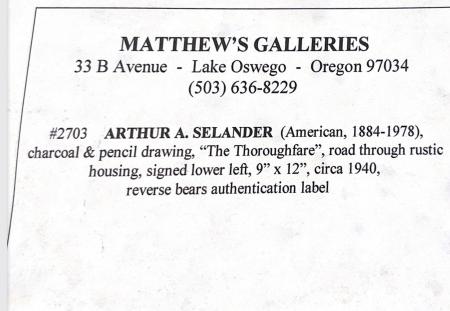 MATTHEW'S GALLERIES
33 B Avenue - Lake Oswego - Oregon 97034
(503) 636-8229
#2703 ARTHUR A. SELANDER (American, 1884-1978),
charcoal & pencil drawing, “The Thoroughfare”, road through rustic
housing, signed lower left, 9” x 12”, circa 1940,
reverse bears authentication label